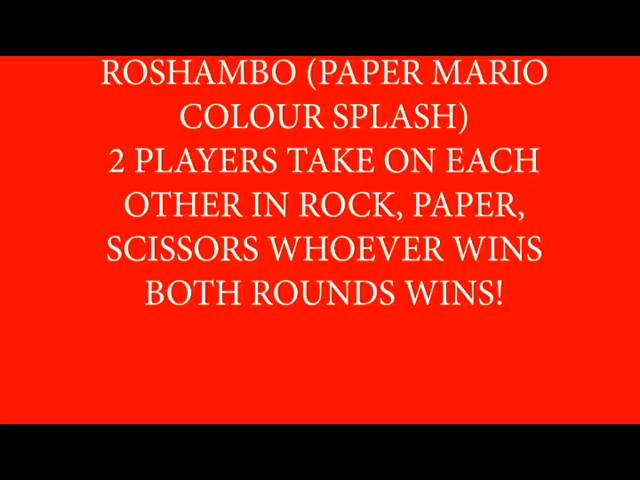 ROSHAMBO (PAPER MARIO
COLOUR SPLASH)
2 PLAYERS TAKE ON EACH
OTHER IN ROCK, PAPER,
SCISSORS WHOEVER WINS
BOTH ROUNDS WINS!